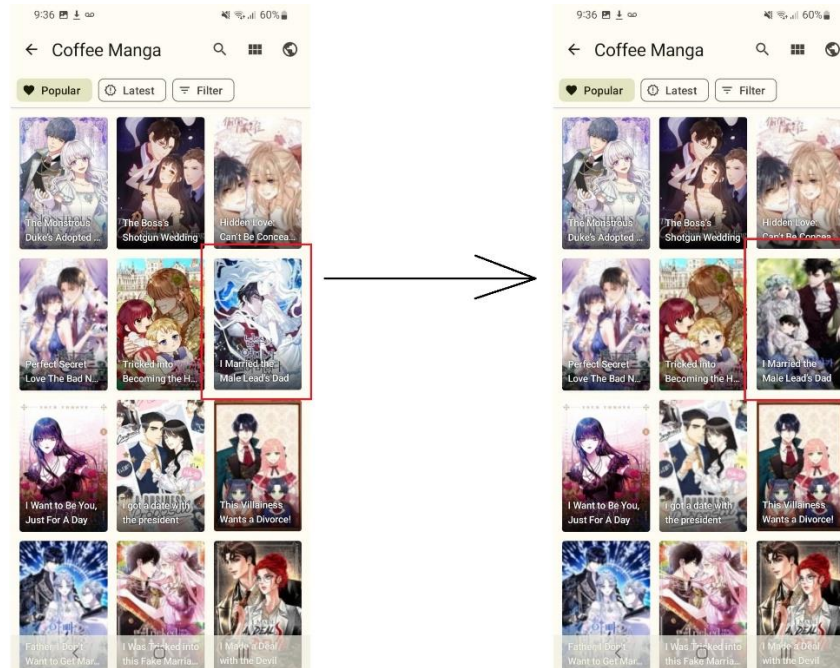 9:36 60%
Coffee Manga
Popular Latest Filter
The Monstrous
Duke's Adopted ...
The Boss's
Shotgun Wedding
Hidden Love:
Can't Be Concea...
Perfect Secret
Love The Bad N...
Tricked into
Becoming the H...
I Married the
Male Lead's Dad
I Want to Be You,
Just For A Day
I got a date with
the president
This Villainess
Wants a Divorce!
Father, I Don't
Want to Get Mar...
I Was Tricked into
this Fake Marria...
I Made a Deal
with the Devil
9:36 60%
Coffee Manga
Popular Latest Filter
The Monstrous
Duke's Adopted ...
The Boss's
Shotgun Wedding
Hidden Love:
Can't Be Concea...
Perfect Secret
Love The Bad N...
Tricked into
Becoming the H...
I Married the
Male Lead's Dad
I Want to Be You,
Just For A Day
I got a date with
the president
This Villainess
Wants a Divorce!
Father, I Don't
Want to Get Mar...
I Was Tricked into
this Fake Marria...
I Made a Deal
with the Devil